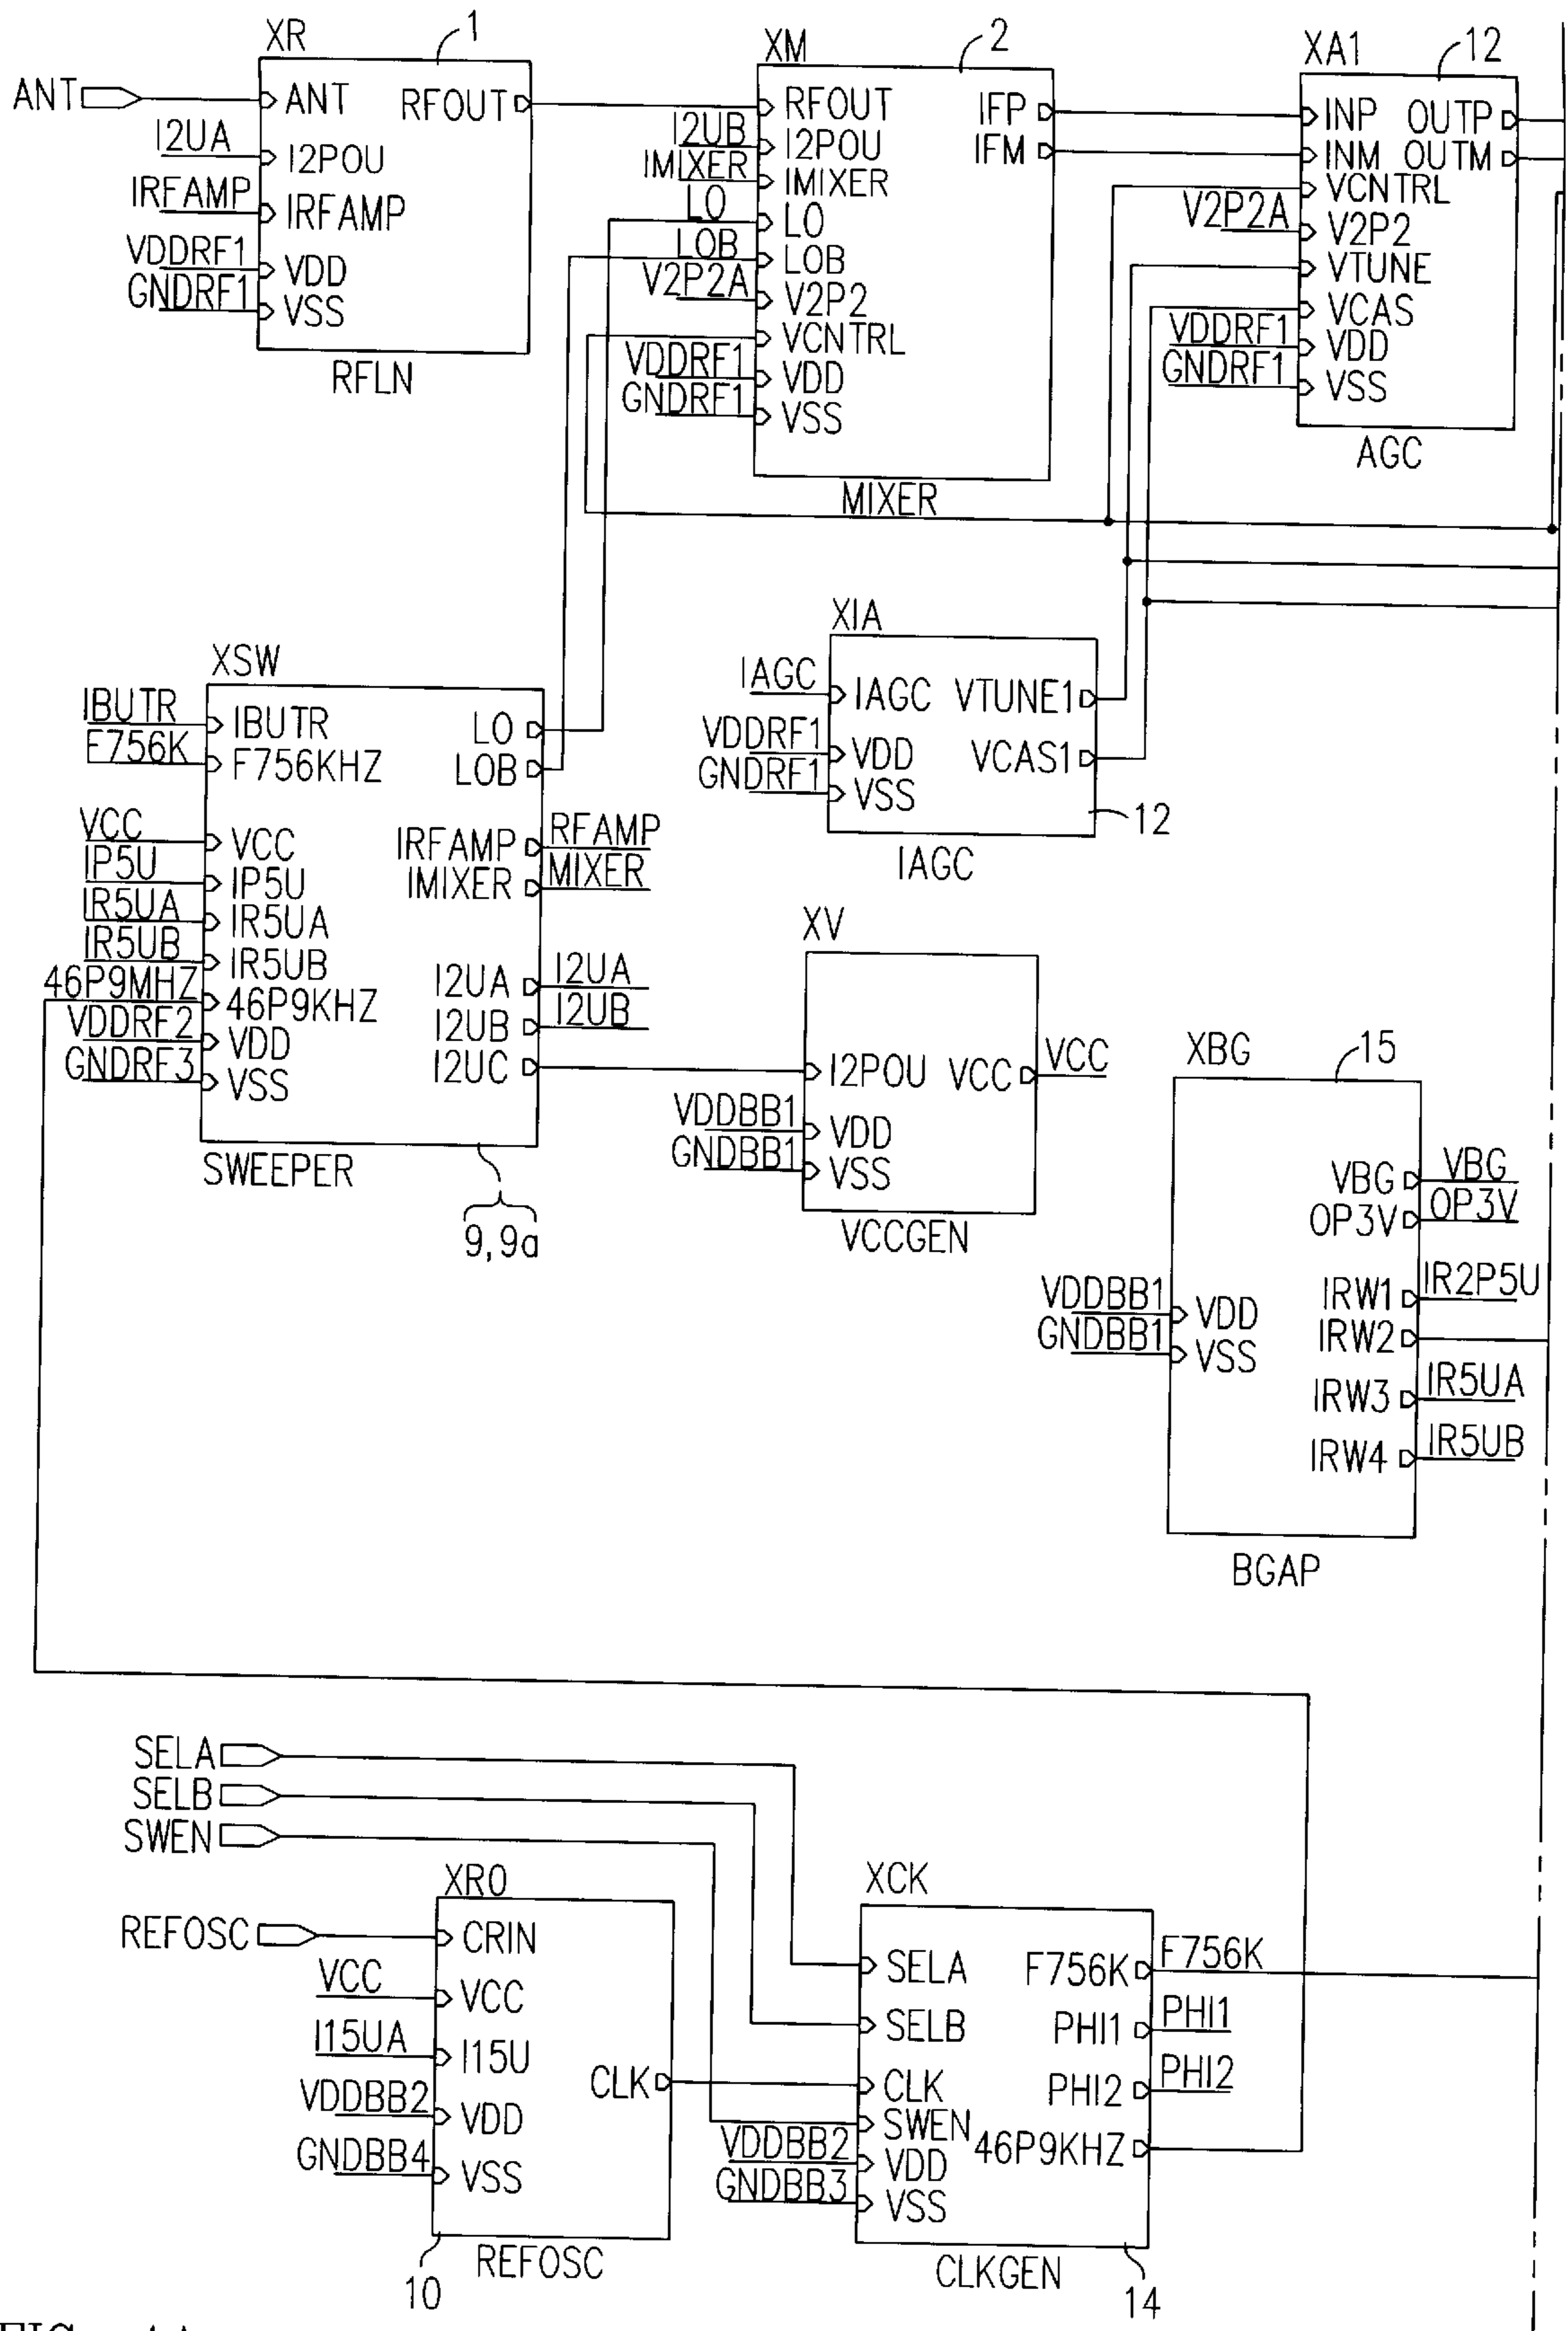 XR
1
ANT
ANT
RFOUT
I2UA
I2POU
IRFAMP
IRFAMP
VDDRF1
VDD
GNDRF1
VSS
RFLN
XM
2
RFOUT
IFP
I2UB
I2POU
IFM
IMIXER
IMIXER
LO
LO
LOB
LOB
V2P2A
V2P2
VCNTRL
VDDRF1
VDD
GNDRF1
VSS
MIXER
XA1
12
INP
OUTP
INM
OUTM
VCNTRL
V2P2A
V2P2
VTUNE
VCAS
VDDRF1
VDD
GNDRF1
VSS
AGC
XIA
IAGC
IAGC
VTUNE1
VDDRF1
VDD
VCAS1
GNDRF1
VSS
12
IAGC
XSW
IBUTR
IBUTR
LO
F756K
F756KHZ
LOB
VCC
VCC
IRFAMP
RFAMP
IP5U
IP5U
IMIXER
MIXER
IR5UA
IR5UA
IR5UB
IR5UB
46P9MHZ
46P9KHZ
I2UA
I2UA
VDDRF2
VDD
I2UB
I2UB
GNDRF3
VSS
I2UC
SWEEPER
9,9a
XV
I2POU
VCC
VCC
VDDBB1
VDD
GNDBB1
VSS
VCCGEN
XBG
15
VBG
VBG
OP3V
OP3V
VDDBB1
VDD
IRW1
IR2P5U
GNDBB1
VSS
IRW2
IRW3
IR5UA
IRW4
IR5UB
BGAP
SELA
SELB
SWEN
XRO
REFOSC
CRIN
VCC
VCC
I15UA
I15U
CLK
VDDBB2
VDD
GNDBB4
VSS
10
REFOSC
XCK
SELA
F756K
F756K
SELB
PHI1
PHI1
CLK
PHI2
PHI2
SWEN
46P9KHZ
VDDBB2
VDD
GNDBB3
VSS
CLKGEN
14